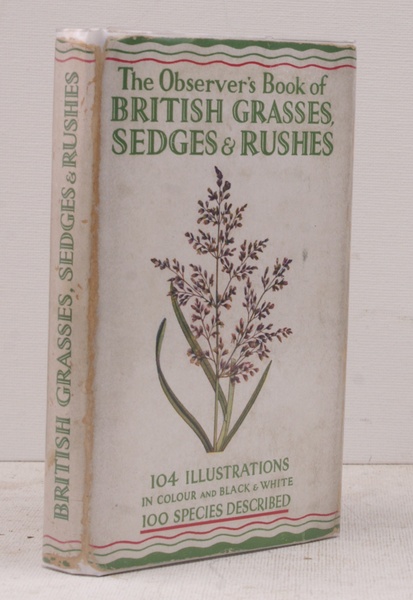 BRITISH GRASSES, SEDGES & RUSHES
The Observer's Book of
BRITISH GRASSES,
SEDGES & RUSHES
104 ILLUSTRATIONS
IN COLOUR AND BLACK & WHITE
100 SPECIES DESCRIBED